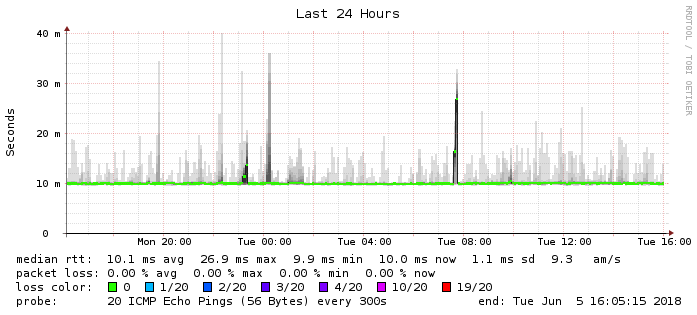 Last 24 Hours
RRDTOOL / TOBI OETIKER
Seconds
40 m
30 m
20 m
10 m
0
Mon 20:00 Tue 00:00 Tue 04:00 Tue 08:00 Tue 12:00 Tue 16:00
median rtt: 10.1 ms avg 26.9 ms max 9.9 ms min 10.0 ms now 1.1 ms sd 9.3 am/s
packet loss: 0.00 % avg 0.00 % max 0.00 % min 0.00 % now
loss color: 0 1/20 2/20 3/20 4/20 10/20 19/20
probe: 20 ICMP Echo Pings (56 Bytes) every 300s end: Tue Jun 5 16:05:15 2018